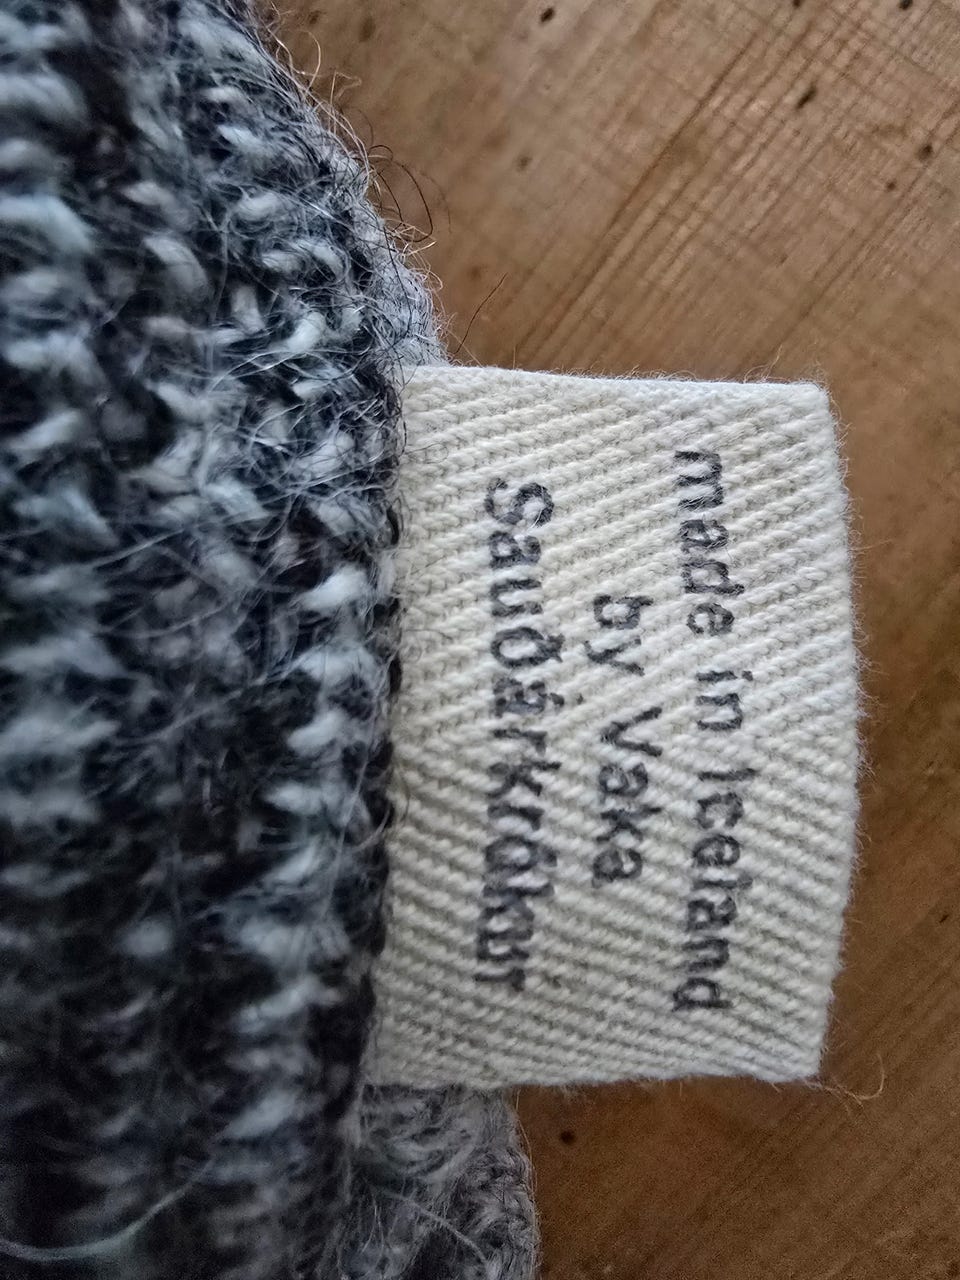 made in Iceland
by Vaka
Sauðárkrókur